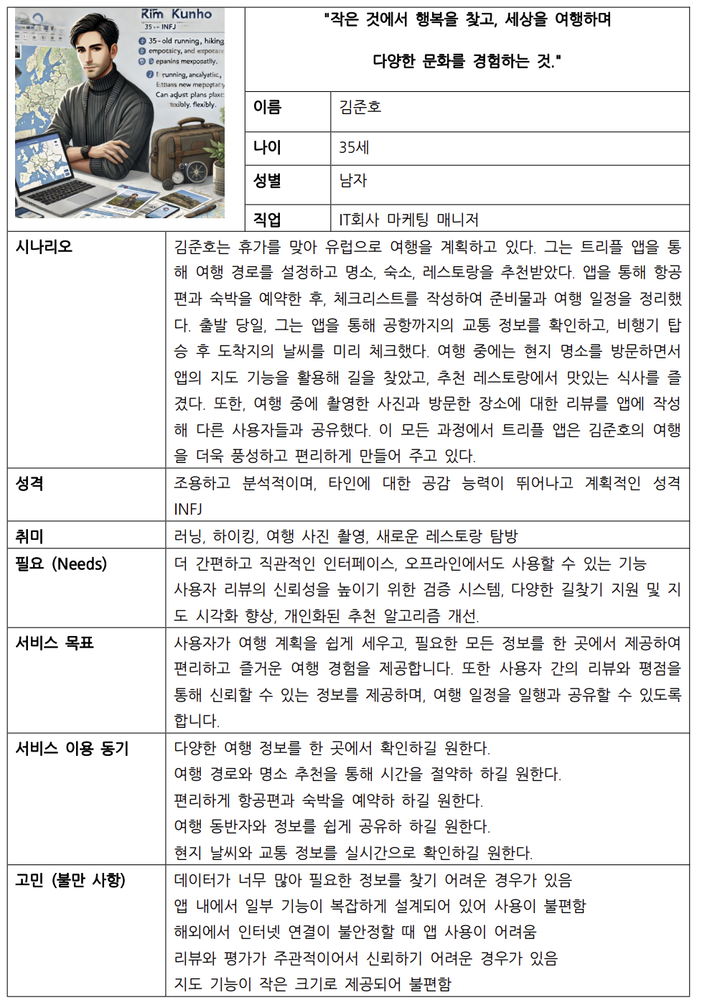 Rim Kunho
35 -- INFJ
35-old running, hiking
empocicy, and exporary
epanins mexposatly.
running, ancalyatisc,
Etttass new mepoptaty
Can adjust plans plaxt:
flexibly.
"작은 것에서 행복을 찾고, 세상을 여행하며
다양한 문화를 경험하는 것."
이름 김준호
나이 35세
성별 남자
직업 IT회사 마케팅 매니저
시나리오 김준호는 휴가를 맞아 유럽으로 여행을 계획하고 있다. 그는 트리플 앱을 통
해 여행 경로를 설정하고 명소, 숙소, 레스토랑을 추천받았다. 앱을 통해 항공
편과 숙박을 예약한 후, 체크리스트를 작성하여 준비물과 여행 일정을 정리했
다. 출발 당일, 그는 앱을 통해 공항까지의 교통 정보를 확인하고, 비행기 탑
승 후 도착지의 날씨를 미리 체크했다. 여행 중에는 현지 명소를 방문하면서
앱의 지도 기능을 활용해 길을 찾았고, 추천 레스토랑에서 맛있는 식사를 즐
겼다. 또한, 여행 중에 촬영한 사진과 방문한 장소에 대한 리뷰를 앱에 작성
해 다른 사용자들과 공유했다. 이 모든 과정에서 트리플 앱은 김준호의 여행
을 더욱 풍성하고 편리하게 만들어 주고 있다.
성격 조용하고 분석적이며, 타인에 대한 공감 능력이 뛰어나고 계획적인 성격
INFJ
취미 러닝, 하이킹, 여행 사진 촬영, 새로운 레스토랑 탐방
필요 (Needs) 더 간편하고 직관적인 인터페이스, 오프라인에서도 사용할 수 있는 기능
사용자 리뷰의 신뢰성을 높이기 위한 검증 시스템, 다양한 길찾기 지원 및 지
도 시각화 향상, 개인화된 추천 알고리즘 개선.
서비스 목표 사용자가 여행 계획을 쉽게 세우고, 필요한 모든 정보를 한 곳에서 제공하여
편리하고 즐거운 여행 경험을 제공합니다. 또한 사용자 간의 리뷰와 평점을
통해 신뢰할 수 있는 정보를 제공하며, 여행 일정을 일행과 공유할 수 있도록
합니다.
서비스 이용 동기 다양한 여행 정보를 한 곳에서 확인하길 원한다.
여행 경로와 명소 추천을 통해 시간을 절약하 하길 원한다.
편리하게 항공편과 숙박을 예약하 하길 원한다.
여행 동반자와 정보를 쉽게 공유하 하길 원한다.
현지 날씨와 교통 정보를 실시간으로 확인하길 원한다.
고민 (불만 사항) 데이터가 너무 많아 필요한 정보를 찾기 어려운 경우가 있음
앱 내에서 일부 기능이 복잡하게 설계되어 있어 사용이 불편함
해외에서 인터넷 연결이 불안정할 때 앱 사용이 어려움
리뷰와 평가가 주관적이어서 신뢰하기 어려운 경우가 있음
지도 기능이 작은 크기로 제공되어 불편함